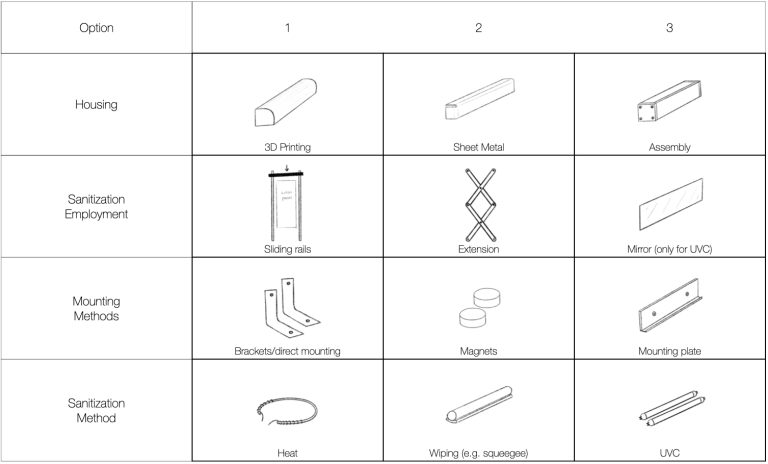 Option 1 2 3
Housing
3D Printing Sheet Metal Assembly
Sanitization
Employment
Sliding rails Extension Mirror (only for UVC)
Mounting
Methods
Brackets/direct mounting Magnets Mounting plate
Sanitization
Method
Heat Wiping (e.g. squeegee) UVC